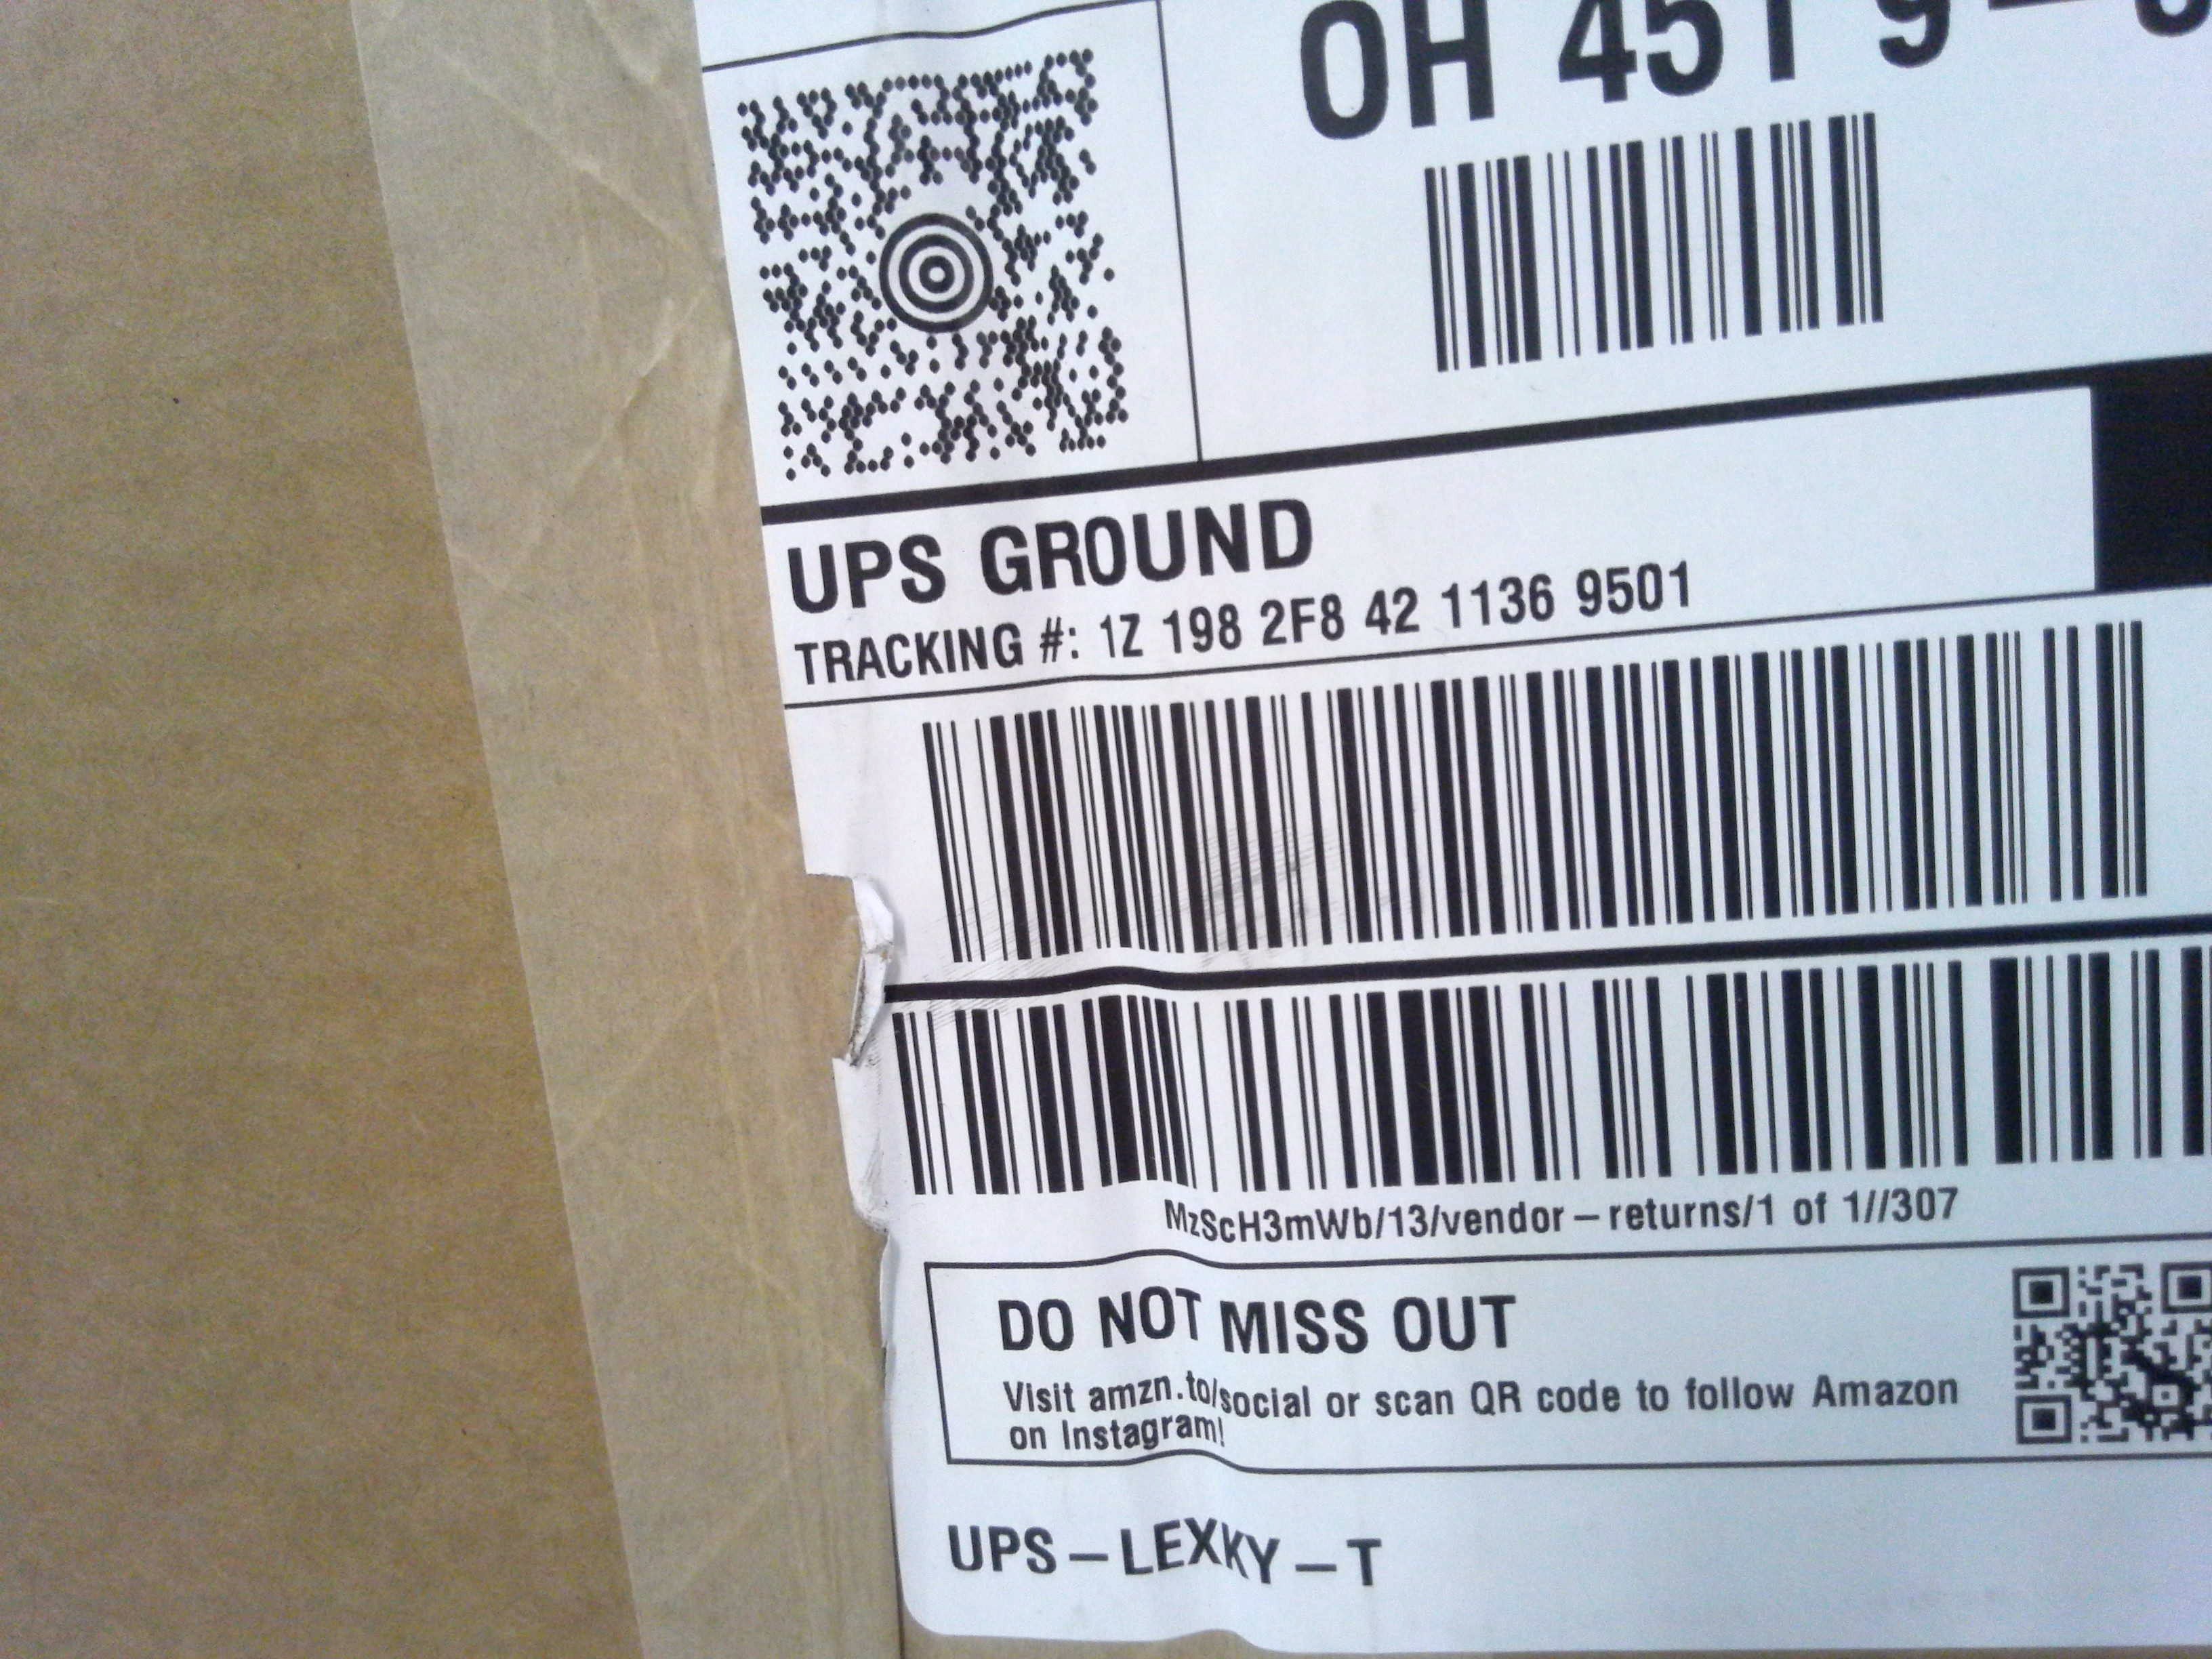 OH 451 9-
UPS GROUND
TRACKING #: 1Z 198 2F8 42 1136 9501
MzScH3mWb/13/vendor-returns/1 of 1//307
DO NOT MISS OUT
Visit amzn.to/social or scan QR code to follow Amazon
on Instagram!
UPS-LEXKY-T